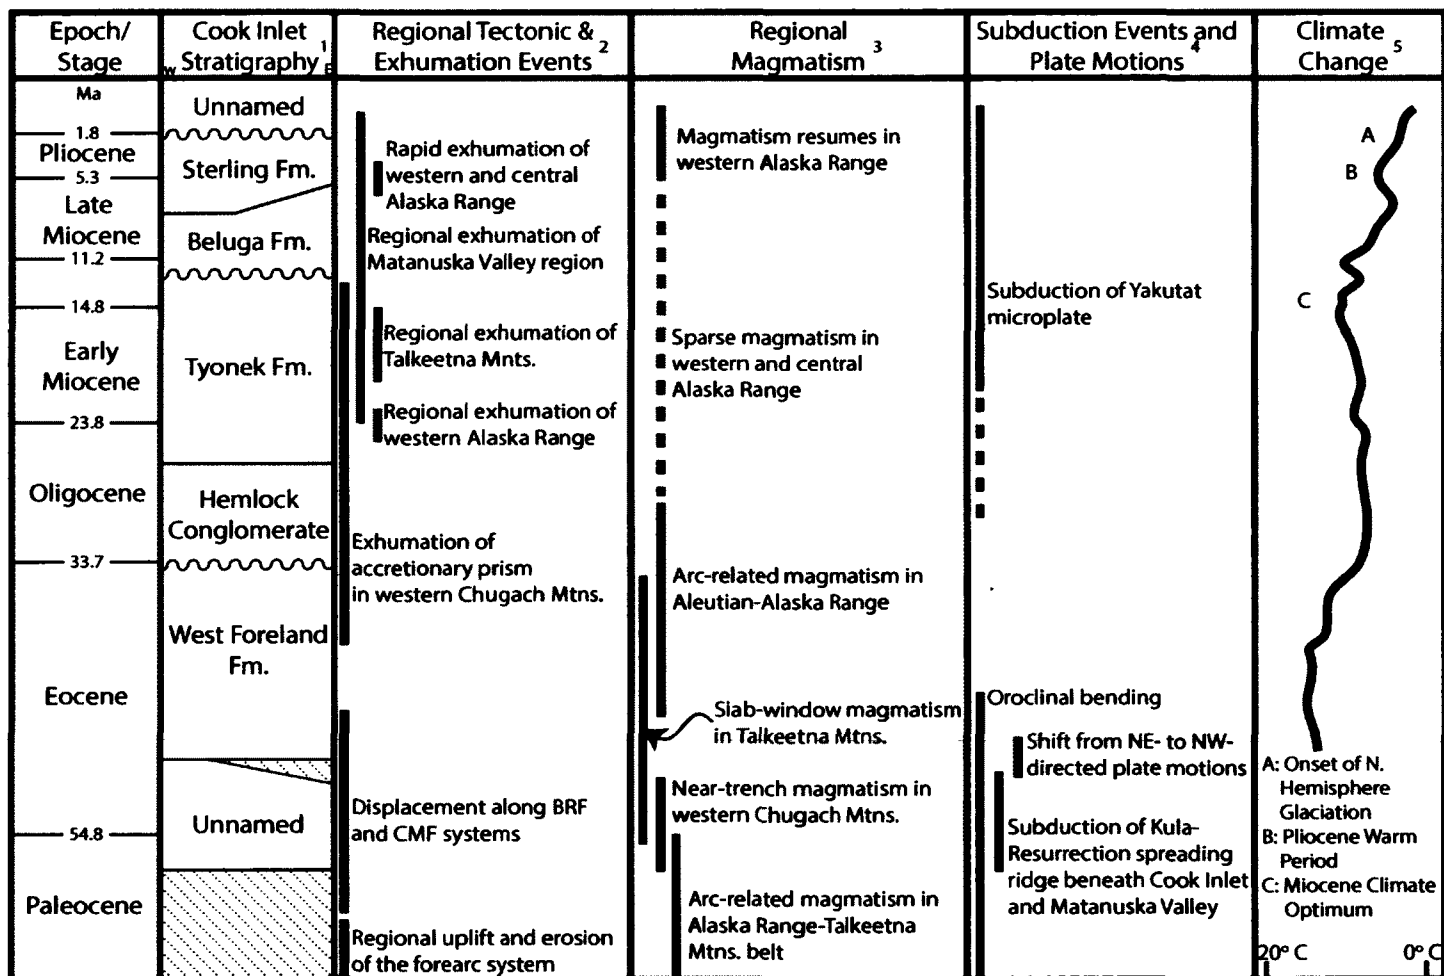 Epoch/
Stage
Cook Inlet
Stratigraphy 1
W E
Regional Tectonic &
Exhumation Events 2
Regional
Magmatism 3
Subduction Events and
Plate Motions 4
Climate
Change 5
Ma
1.8
Pliocene
5.3
Late
Miocene
11.2
14.8
Early
Miocene
23.8
Oligocene
33.7
Eocene
54.8
Paleocene
Unnamed
Sterling Fm.
Beluga Fm.
Tyonek Fm.
Hemlock
Conglomerate
West Foreland
Fm.
Unnamed
Rapid exhumation of
western and central
Alaska Range
Regional exhumation of
Matanuska Valley region
Regional exhumation of
Talkeetna Mnts.
Regional exhumation of
western Alaska Range
Exhumation of
accretionary prism
in western Chugach Mtns.
Displacement along BRF
and CMF systems
Regional uplift and erosion
of the forearc system
Magmatism resumes in
western Alaska Range
Sparse magmatism in
western and central
Alaska Range
Arc-related magmatism in
Aleutian-Alaska Range
Slab-window magmatism
in Talkeetna Mtns.
Near-trench magmatism in
western Chugach Mtns.
Arc-related magmatism in
Alaska Range-Talkeetna
Mtns. belt
Subduction of Yakutat
microplate
Oroclinal bending
Shift from NE- to NW-
directed plate motions
Subduction of Kula-
Resurrection spreading
ridge beneath Cook Inlet
and Matanuska Valley
A
B
C
A: Onset of N.
Hemisphere
Glaciation
B: Pliocene Warm
Period
C: Miocene Climate
Optimum
20° C 0° C